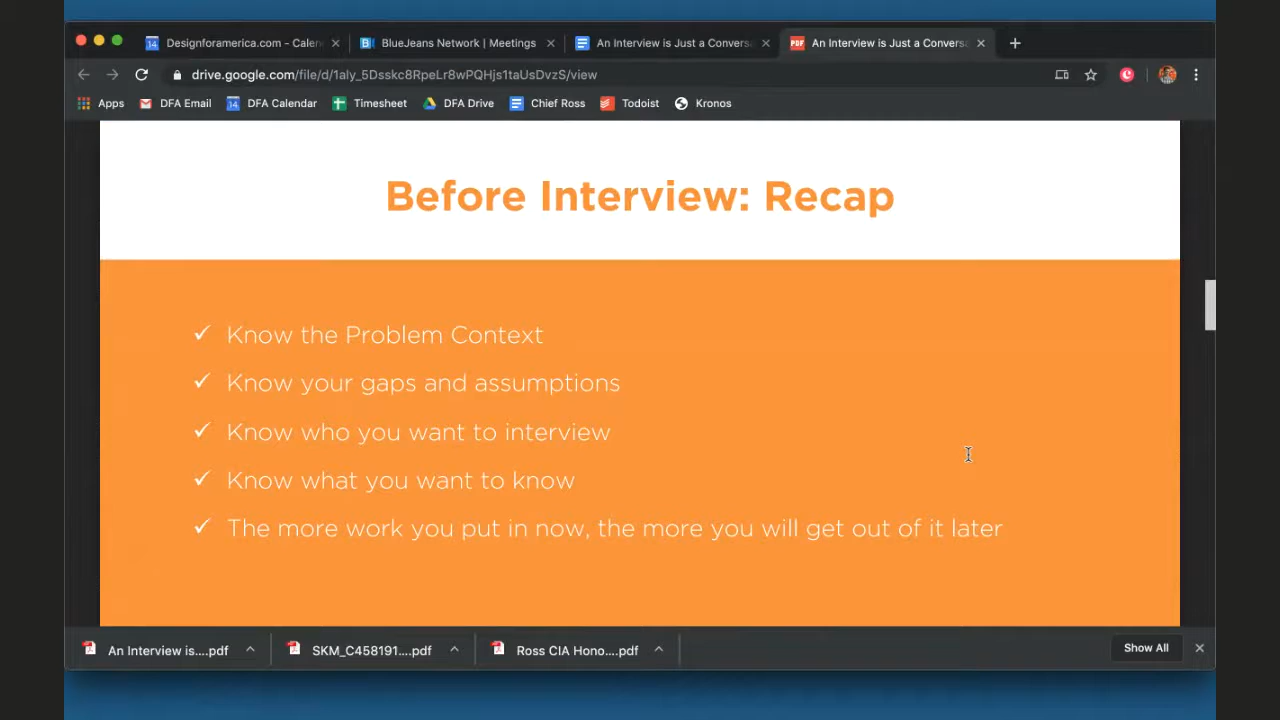 Designforamerica.com - Calen
BlueJeans Network | Meetings
An Interview is Just a Convers
An Interview is Just a Convers
drive.google.com/file/d/1aly_5Dsskc8RpeLr8wPQHjs1taUsDvzS/view
Apps
DFA Email
DFA Calendar
Timesheet
DFA Drive
Chief Ross
Todoist
Kronos
Before Interview: Recap
Know the Problem Context
Know your gaps and assumptions
Know who you want to interview
Know what you want to know
The more work you put in now, the more you will get out of it later
An Interview is....pdf
SKM_C458191....pdf
Ross CIA Hono....pdf
Show All